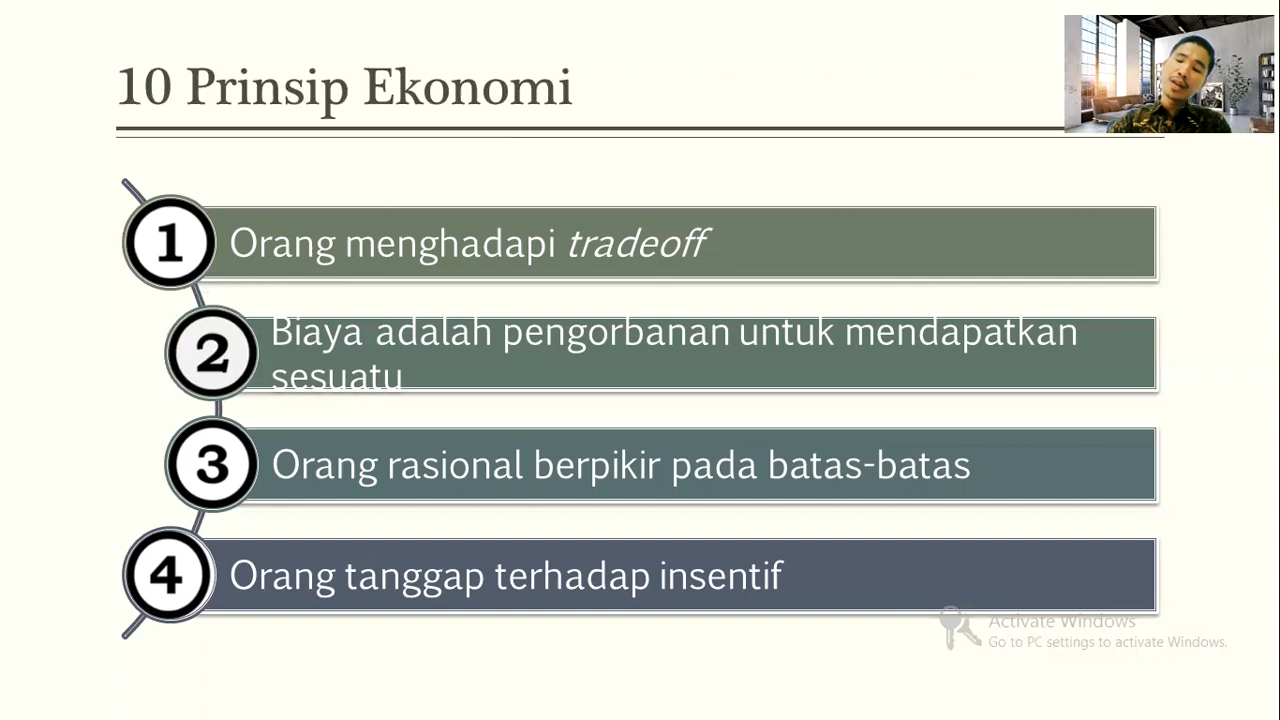 10 Prinsip Ekonomi
1
Orang menghadapi tradeoff
2
Biaya adalah pengorbanan untuk mendapatkan
sesuatu
3
Orang rasional berpikir pada batas-batas
4
Orang tanggap terhadap insentif
Activate Windows
Go to PC settings to activate Windows.